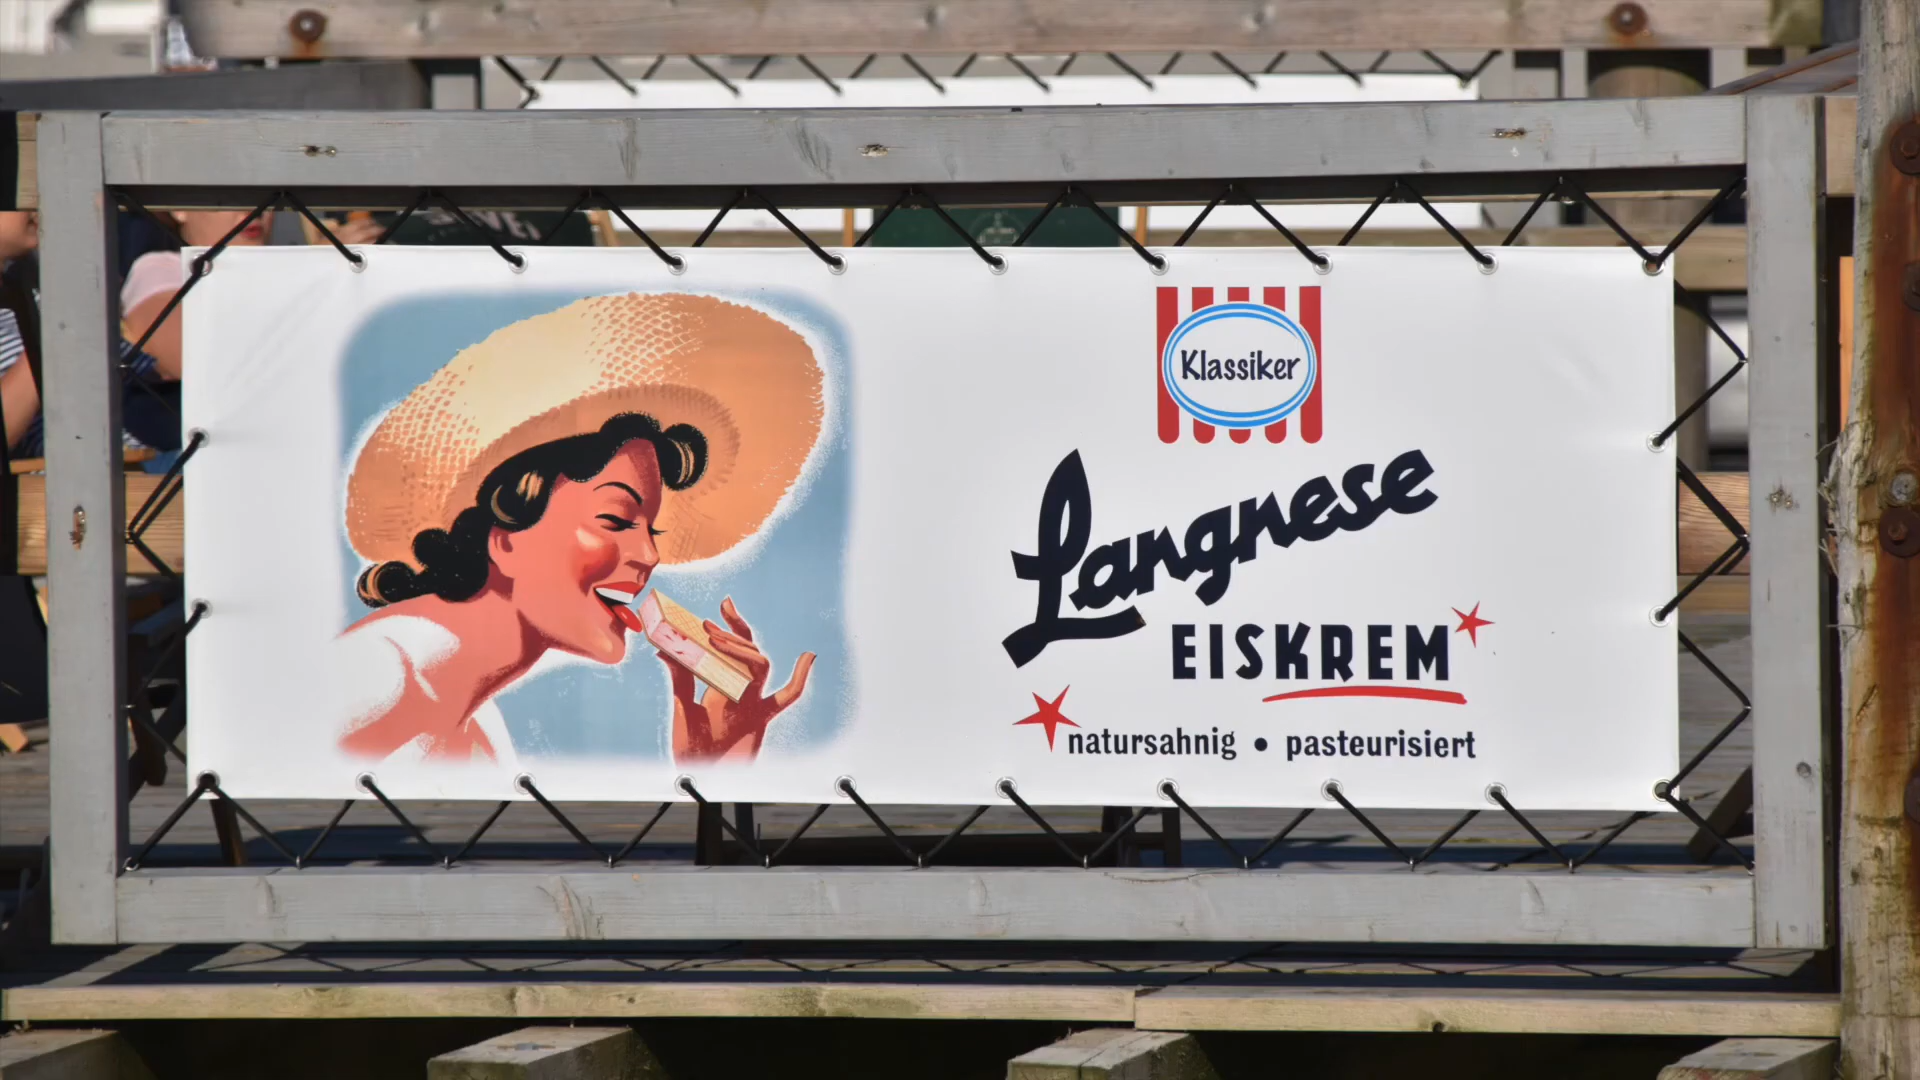 Klassiker
Langnese
EISKREM
natursahnig • pasteurisiert